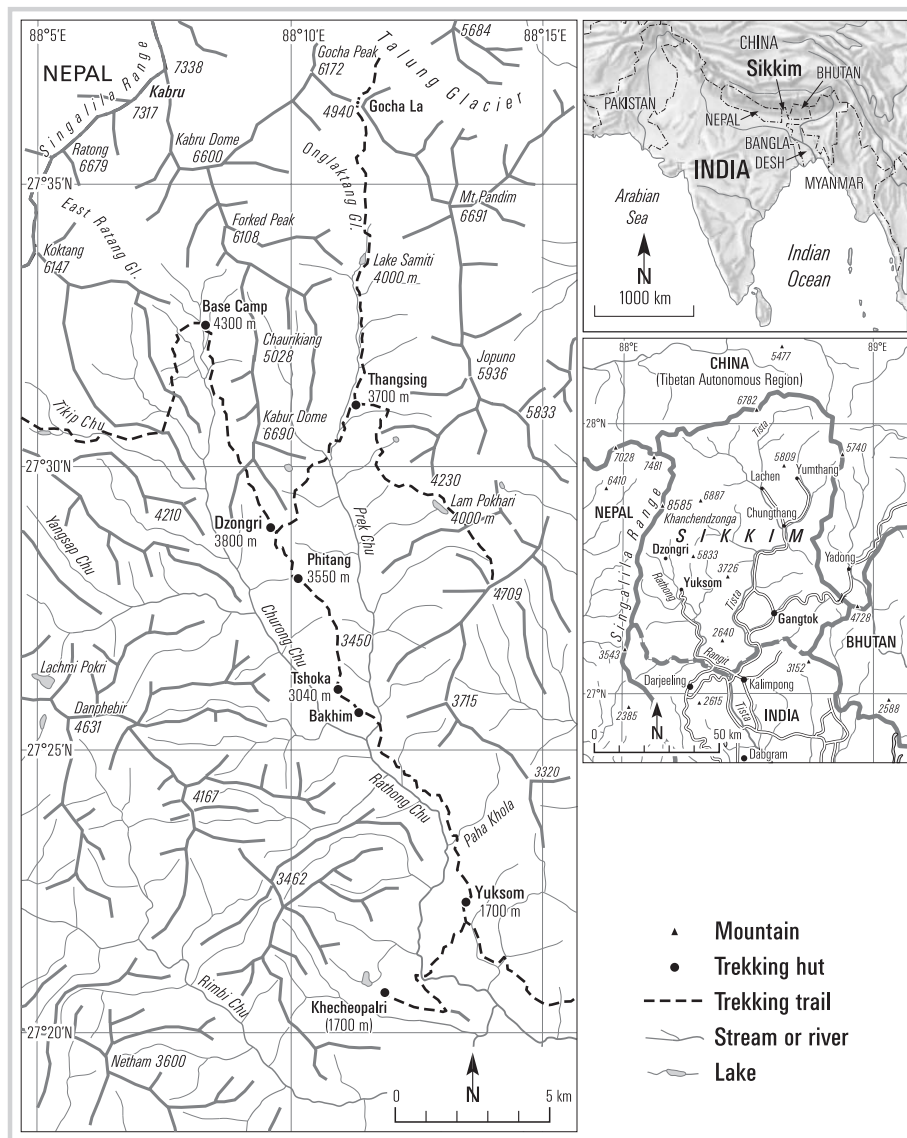 88°5'E
88°10'E
88°15'E
NEPAL
Singalila Range
7338
Kabru
7317
Ratong
6679
Kabru Dome
6600
Gocha Peak
6172
4940
Gocha La
Talung Glacier
5684
27°35'N
Onglaktang Gl.
Mt Pandim
6691
East Ratang Gl.
Forked Peak
6108
Koktang
6147
Lake Samiti
4000 m
Base Camp
4300 m
Chaurikiang
5028
Jopuno
5936
Thangsing
3700 m
5833
Tikip Chu
Kabur Dome
6690
27°30'N
4230
Lam Pokhari
4000 m
4210
Dzongri
3800 m
Prek Chu
Yangsap Chu
Phitang
3550 m
4709
Churong Chu
3450
Lachmi Pokri
Tshoka
3040 m
Bakhim
3715
Danphebir
4631
27°25'N
3320
4167
Rathong Chu
Paha Khola
3462
Yuksom
1700 m
Rimbi Chu
Khecheopalri
(1700 m)
27°20'N
Netham 3600
N
0
5 km
CHINA
Sikkim
BHUTAN
PAKISTAN
NEPAL
BANGLA-
DESH
INDIA
MYANMAR
Arabian
Sea
Indian
Ocean
N
1000 km
88°E
89°E
5477
CHINA
(Tibetan Autonomous Region)
6782
28°N
Tista
7028
7481
5809
5740
6410
Lachen
Yumthang
8585
6887
Chungthang
NEPAL
Khanchendzonga
SIKKIM
Singalila Range
Dzongri
5833
3726
Yadong
Rathong
Yuksom
Tista
Gangtok
4728
2640
BHUTAN
3543
Rangit
3152
Darjeeling
Kalimpong
27°N
2385
2615
Tista
INDIA
2588
0
N
50 km
Dabgram
Mountain
Trekking hut
Trekking trail
Stream or river
Lake